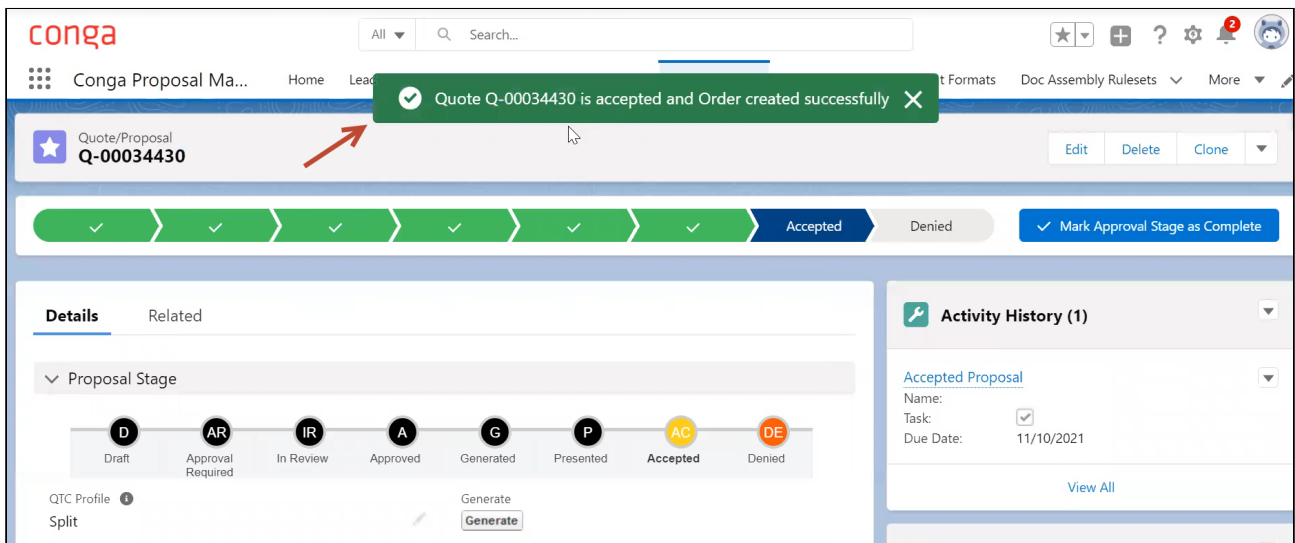 conga
All
Search...
2
Conga Proposal Ma...
Home
Leac
t Formats
Doc Assembly Rulesets
More
Quote Q-00034430 is accepted and Order created successfully
Quote/Proposal
Q-00034430
Edit
Delete
Clone
Accepted
Denied
Mark Approval Stage as Complete
Details
Related
Activity History (1)
Proposal Stage
Accepted Proposal
Name:
Task:
Due Date: 11/10/2021
View All
D
AR
IR
A
G
P
AC
DE
Draft
Approval
Required
In Review
Approved
Generated
Presented
Accepted
Denied
QTC Profile
Split
Generate
Generate